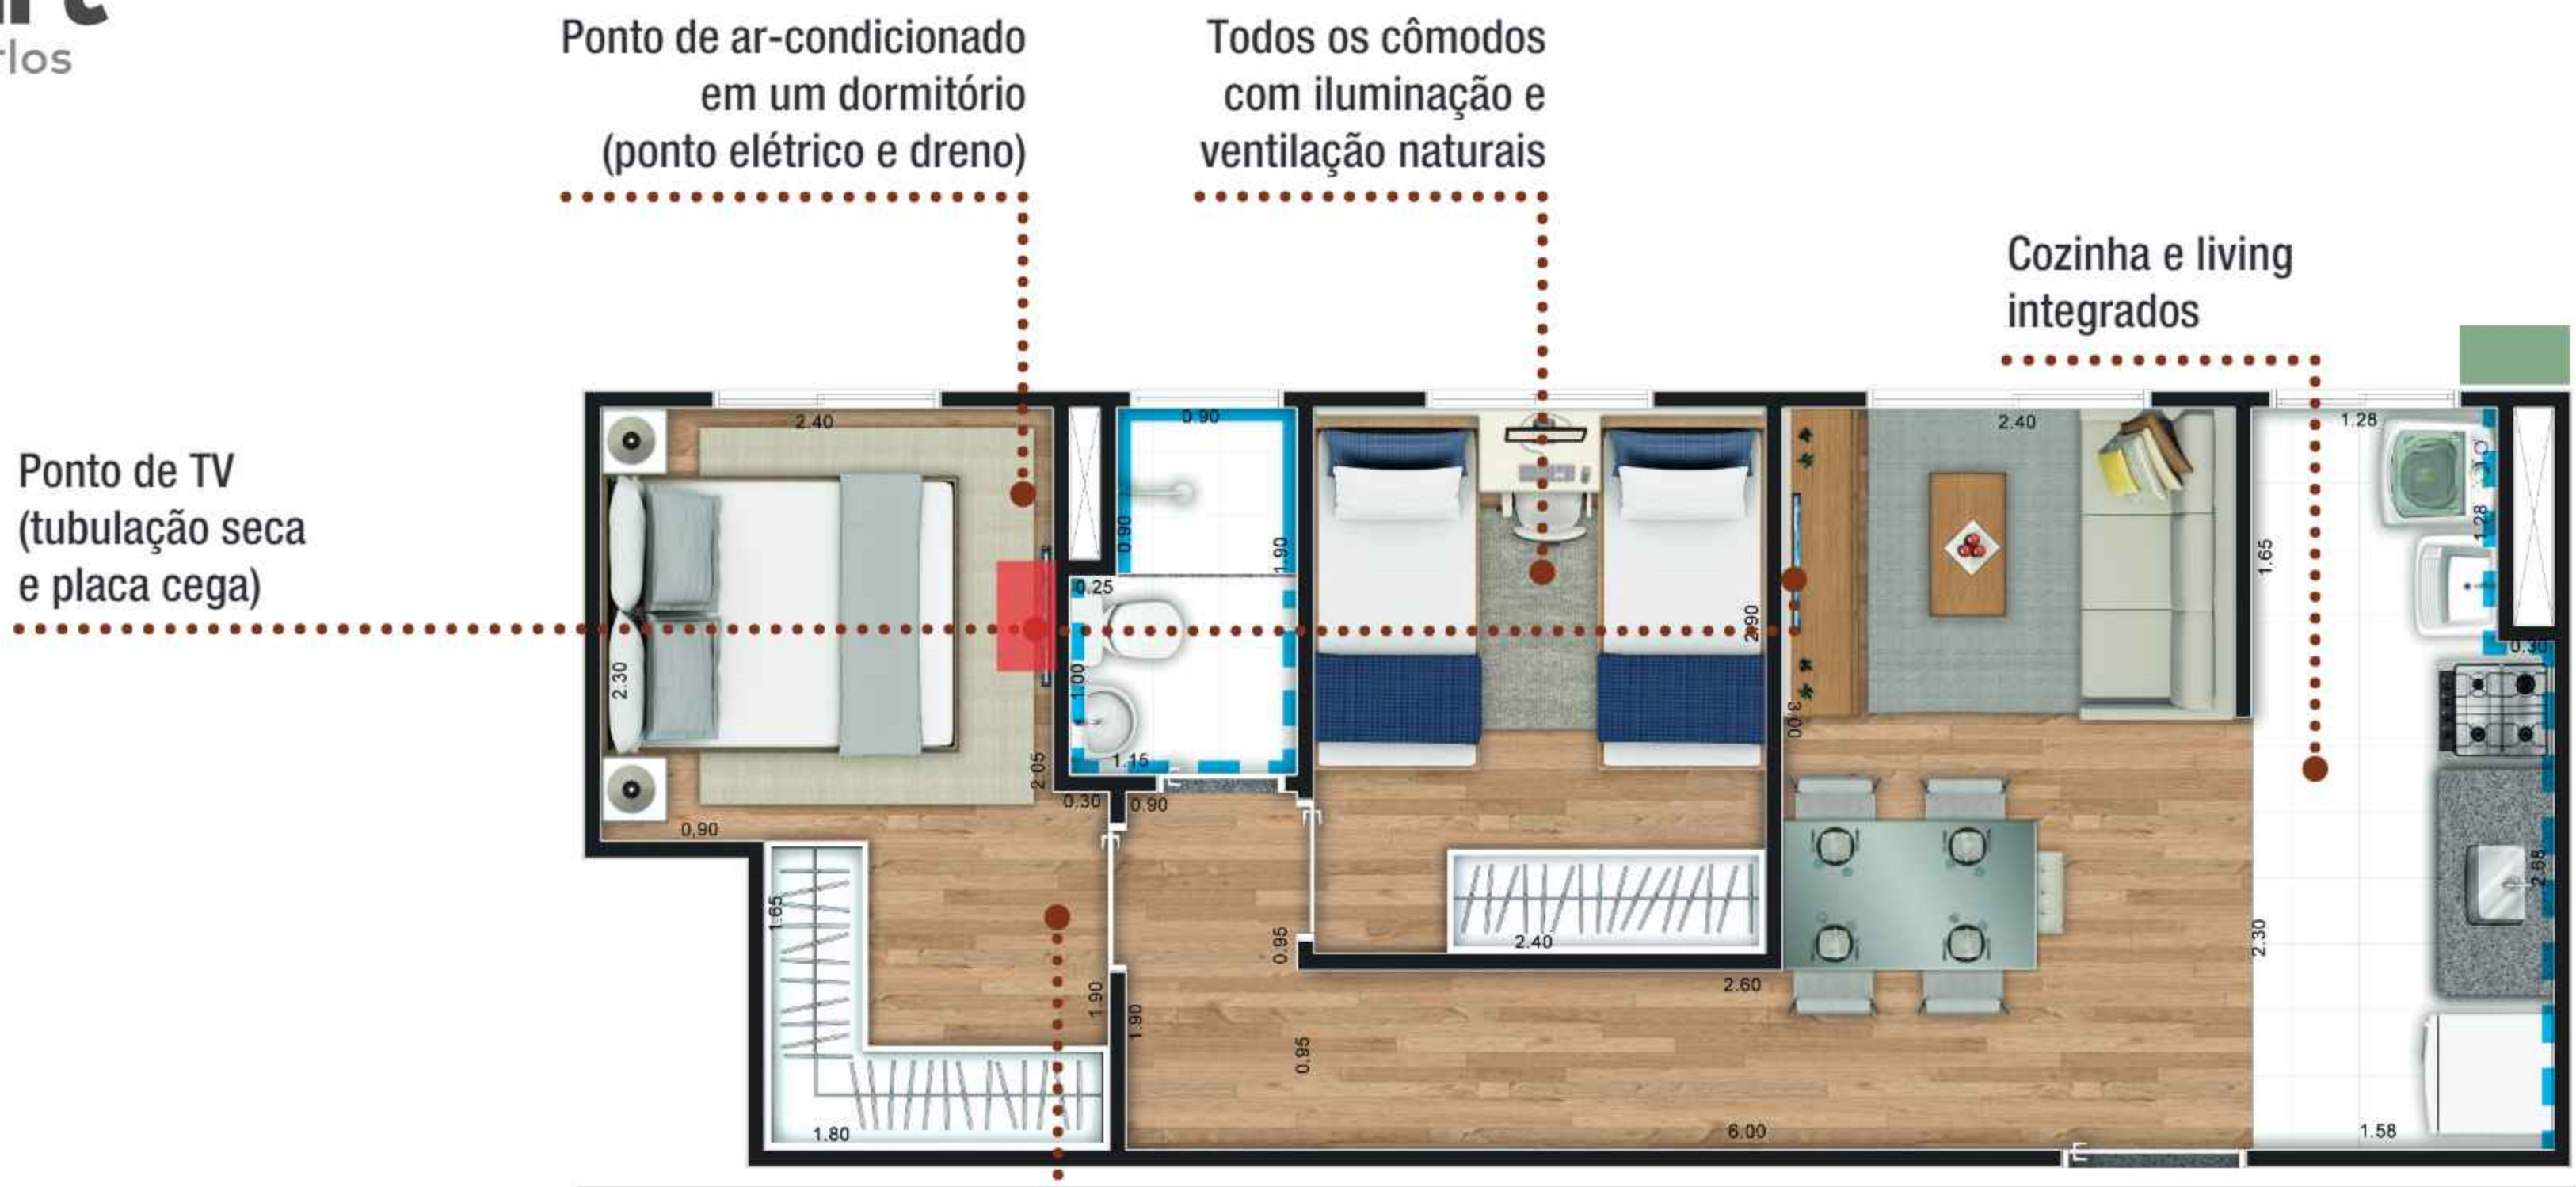 rlos
Ponto de ar-condicionado
em um dormitório
(ponto elétrico e dreno)
Todos os cômodos
com iluminação e
ventilação naturais
Cozinha e living
integrados
Ponto de TV
(tubulação seca
e placa cega)
2.40
0.90
2.40
1.28
0.90
1.90
1.28
1.65
0.25
2.90
0.30
2.30
1.00
3.00
1.15
2.05
0.30
0.90
0,90
2.68
1.65
2.40
0.95
2.30
2.60
1.90
1.90
0.95
1.80
6.00
1.58
E